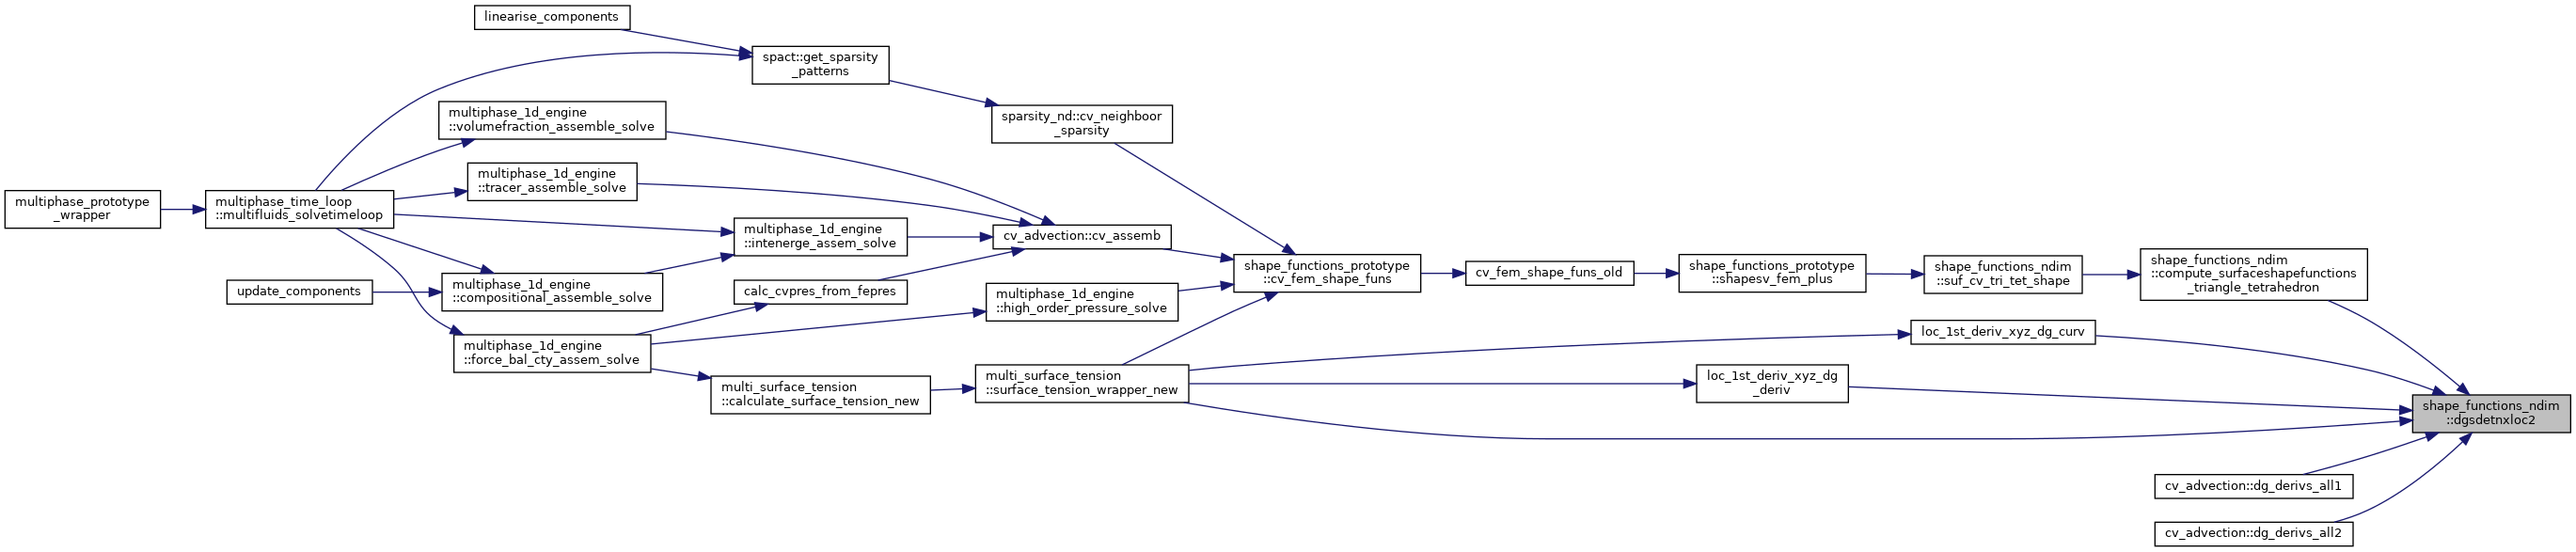 linearise_components
spact::get_sparsity
_patterns
multiphase_1d_engine
::volumefraction_assemble_solve
sparsity_nd::cv_neighboor
_sparsity
multiphase_1d_engine
::tracer_assemble_solve
multiphase_prototype
_wrapper
multiphase_time_loop
::multifluids_solvetimeloop
multiphase_1d_engine
::intenerge_assem_solve
cv_advection::cv_assemb
update_components
multiphase_1d_engine
::compositional_assemble_solve
calc_cvpres_from_fepres
multiphase_1d_engine
::high_order_pressure_solve
shape_functions_prototype
::cv_fem_shape_funs
cv_fem_shape_funs_old
shape_functions_prototype
::shapesv_fem_plus
shape_functions_ndim
::suf_cv_tri_tet_shape
shape_functions_ndim
::compute_surfaceshapefunctions
_triangle_tetrahedron
multiphase_1d_engine
::force_bal_cty_assem_solve
loc_1st_deriv_xyz_dg_curv
multi_surface_tension
::calculate_surface_tension_new
multi_surface_tension
::surface_tension_wrapper_new
loc_1st_deriv_xyz_dg
_deriv
shape_functions_ndim
::dgsdetnxloc2
cv_advection::dg_derivs_all1
cv_advection::dg_derivs_all2